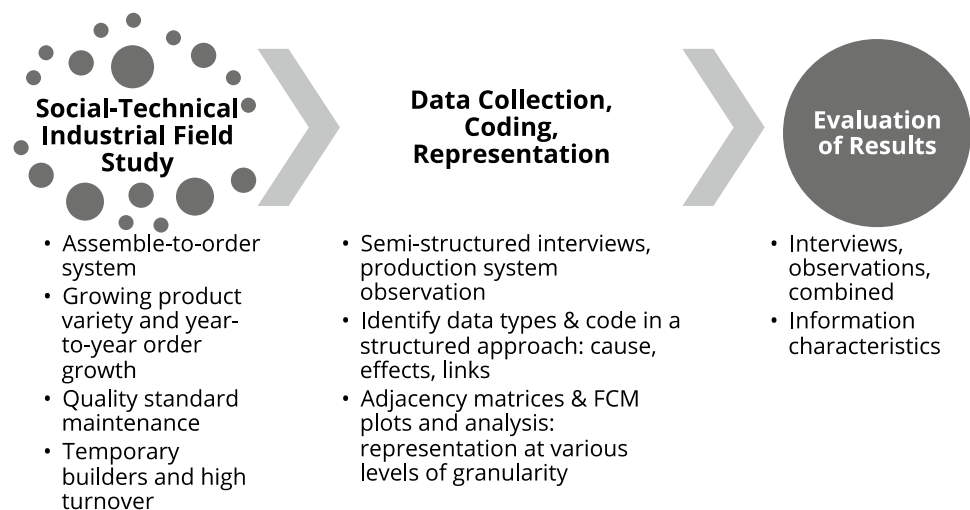 Social-Technical
Industrial Field
Study
• Assemble-to-order
system
• Growing product
variety and year-
to-year order
growth
• Quality standard
maintenance
• Temporary
builders and high
turnover
Data Collection,
Coding,
Representation
• Semi-structured interviews,
production system
observation
• Identify data types & code in a
structured approach: cause,
effects, links
• Adjacency matrices & FCM
plots and analysis:
representation at various
levels of granularity
Evaluation
of Results
• Interviews,
observations,
combined
• Information
characteristics